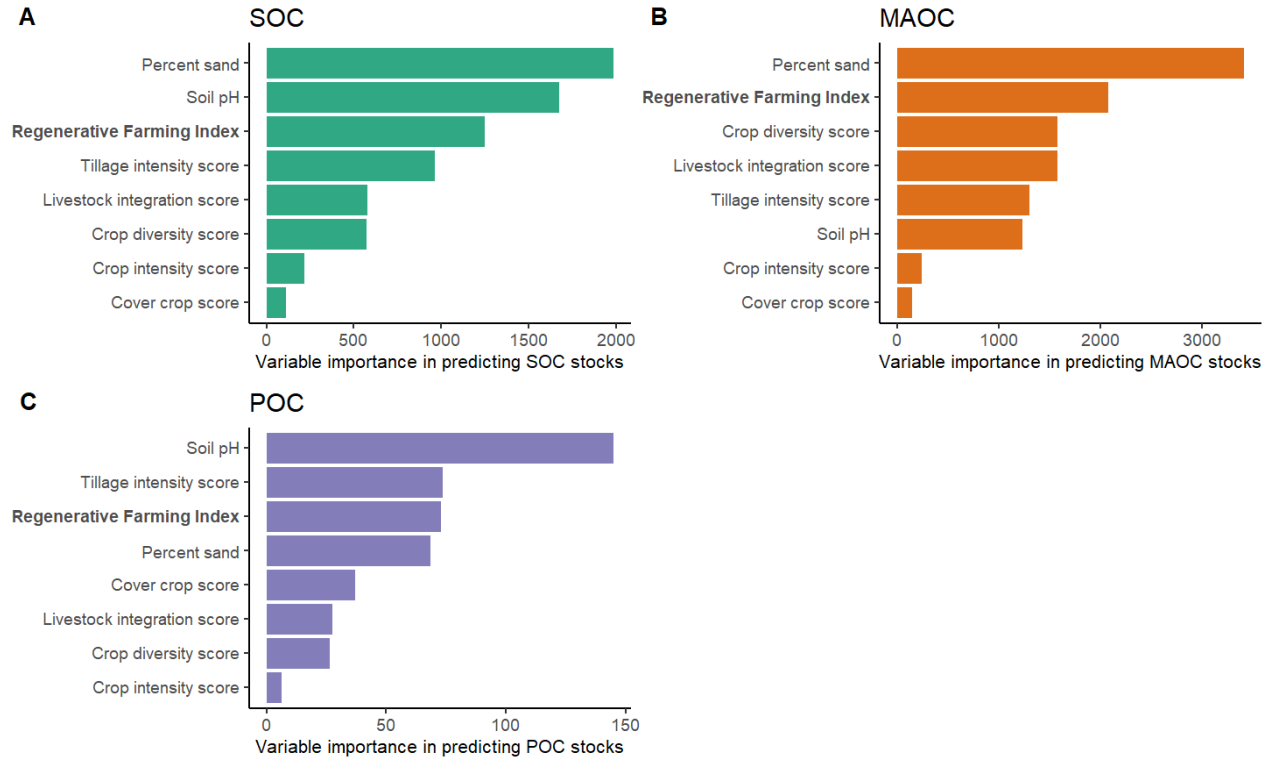 A
SOC
Percent sand
Soil pH
Regenerative Farming Index
Tillage intensity score
Livestock integration score
Crop diversity score
Crop intensity score
Cover crop score
0 500 1000 1500 2000
Variable importance in predicting SOC stocks
B
MAOC
Percent sand
Regenerative Farming Index
Crop diversity score
Livestock integration score
Tillage intensity score
Soil pH
Crop intensity score
Cover crop score
0 1000 2000 3000
Variable importance in predicting MAOC stocks
C
POC
Soil pH
Tillage intensity score
Regenerative Farming Index
Percent sand
Cover crop score
Livestock integration score
Crop diversity score
Crop intensity score
0 50 100 150
Variable importance in predicting POC stocks